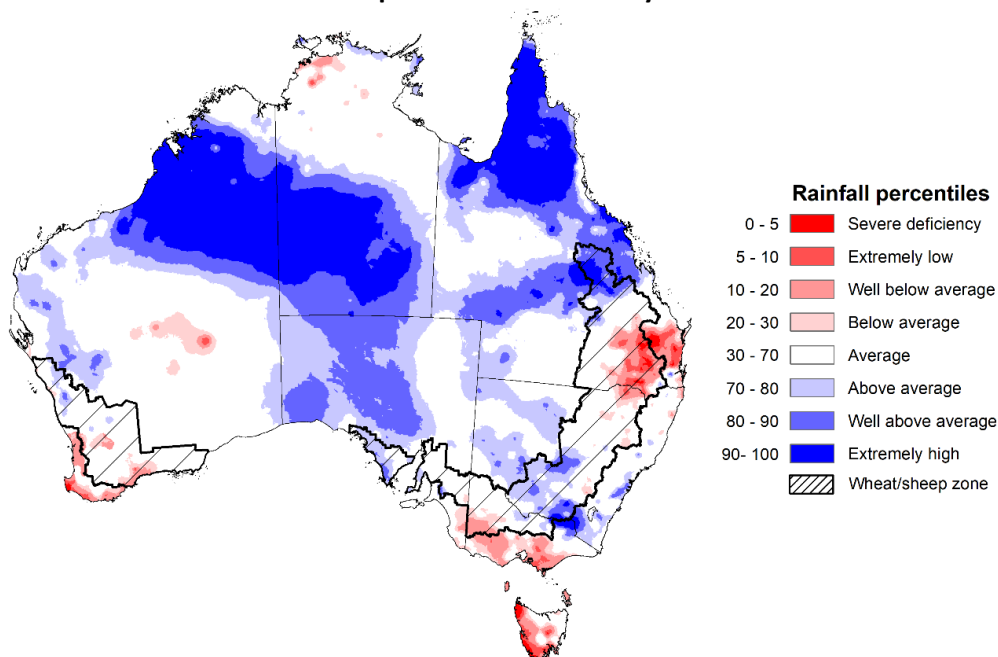 Rainfall percentiles
0 - 5 Severe deficiency
5 - 10 Extremely low
10 - 20 Well below average
20 - 30 Below average
30 - 70 Average
70 - 80 Above average
80 - 90 Well above average
90- 100 Extremely high
Wheat/sheep zone